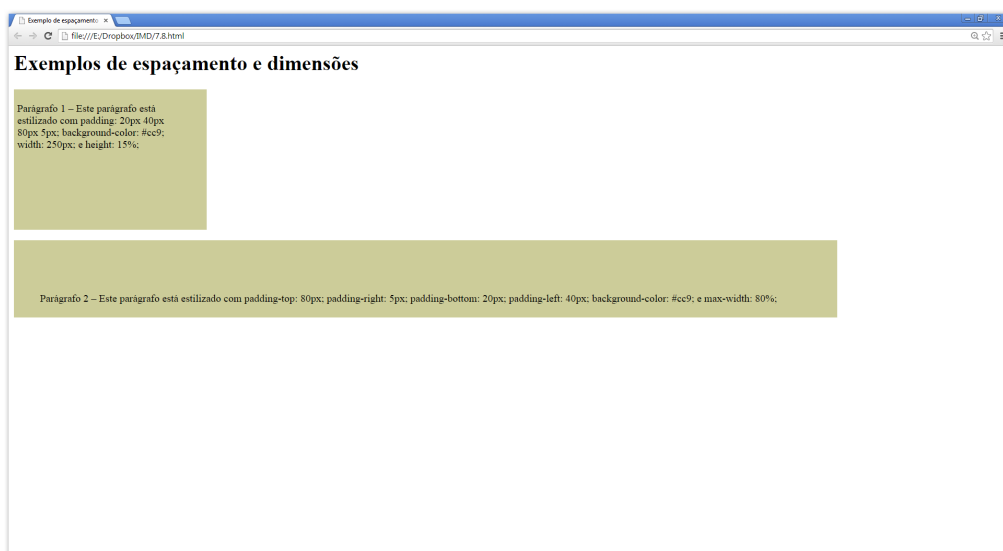 Exemplo de espaçamento
file:///E:/Dropbox/IMD/7.8.html
Exemplos de espaçamento e dimensões
Parágrafo 1 – Este parágrafo está
estilizado com padding: 20px 40px
80px 5px; background-color: #cc9;
width: 250px; e height: 15%;
Parágrafo 2 – Este parágrafo está estilizado com padding-top: 80px; padding-right: 5px; padding-bottom: 20px; padding-left: 40px; background-color: #cc9; e max-width: 80%;